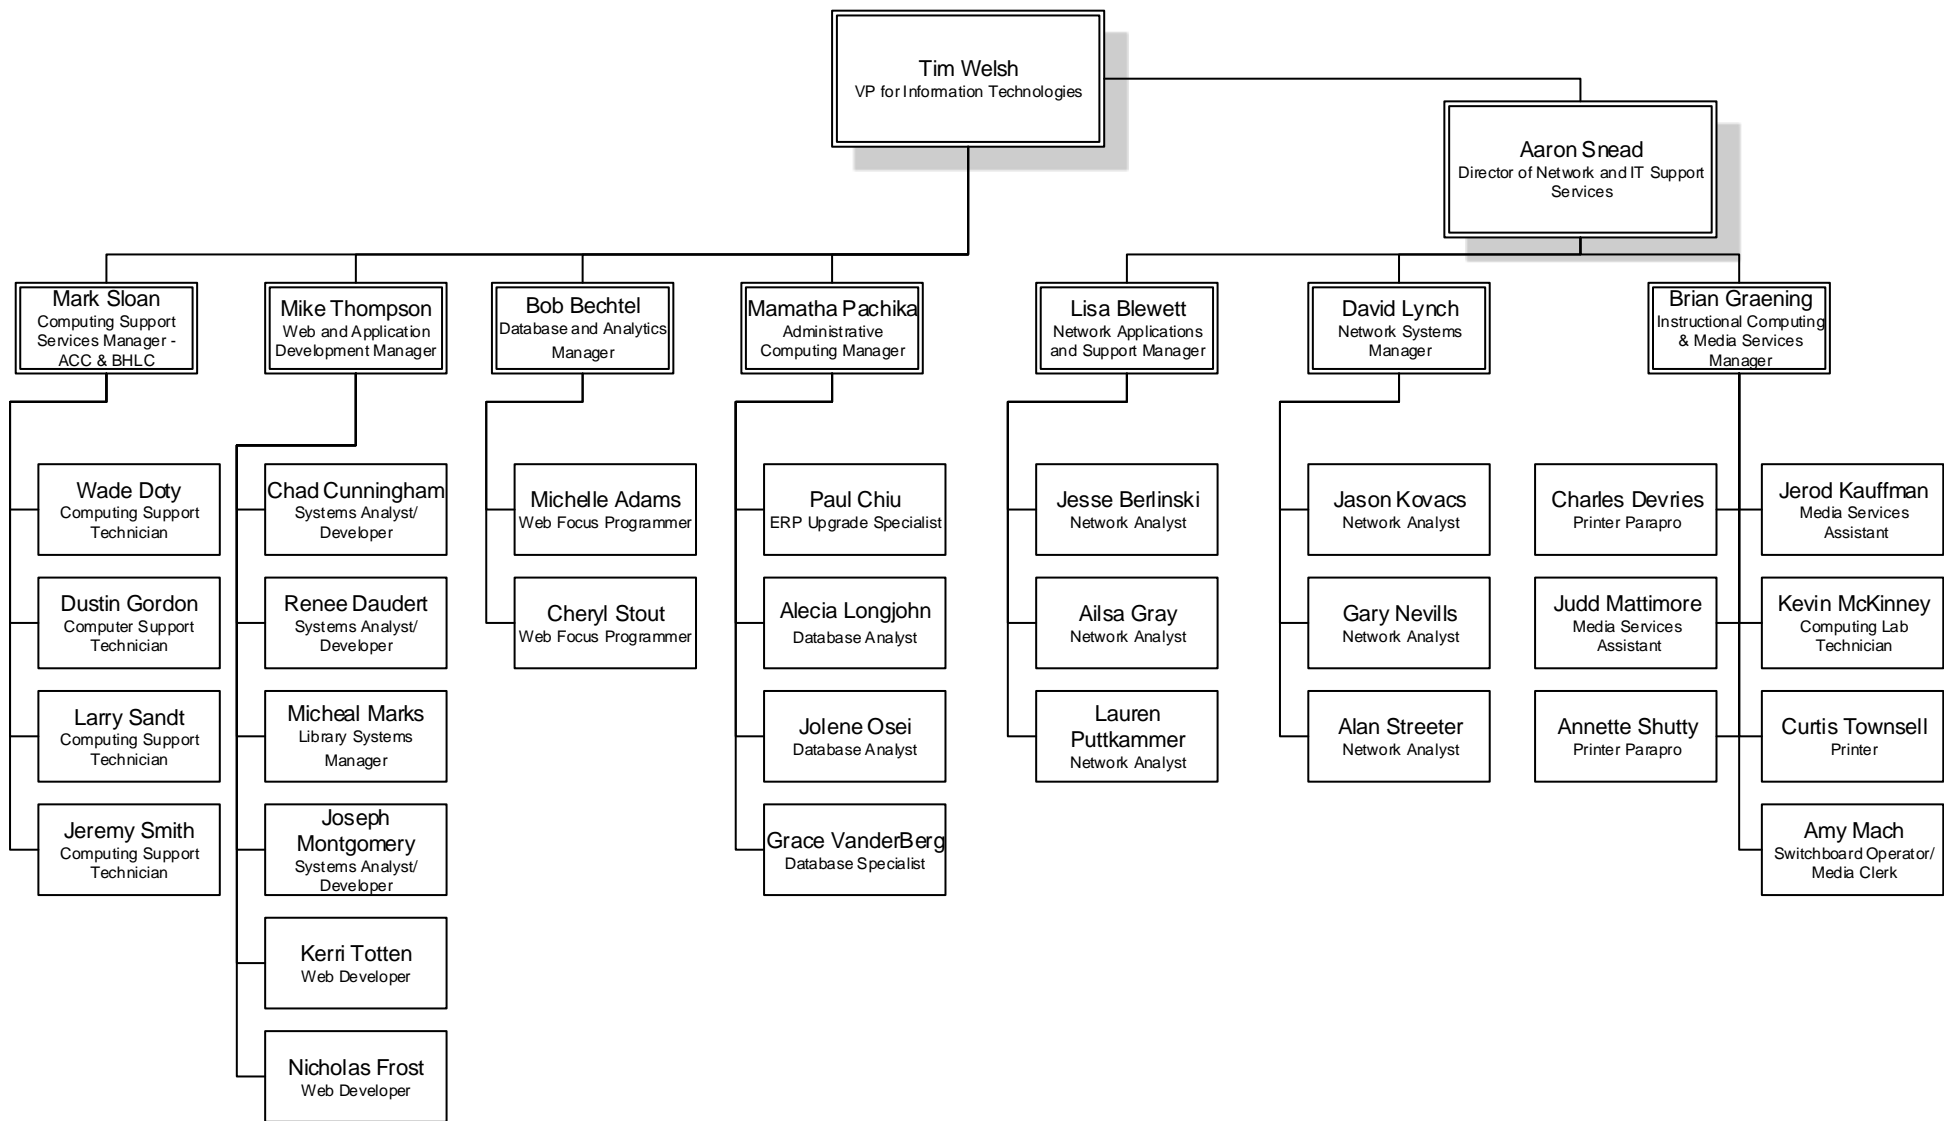 Tim Welsh
VP for Information Technologies
Aaron Snead
Director of Network and IT Support
Services
Mark Sloan
Computing Support
Services Manager -
ACC & BHLC
Mike Thompson
Web and Application
Development Manager
Bob Bechtel
Database and Analytics
Manager
Mamatha Pachika
Administrative
Computing Manager
Lisa Blewett
Network Applications
and Support Manager
David Lynch
Network Systems
Manager
Brian Graening
Instructional Computing
& Media Services
Manager
Wade Doty
Computing Support
Technician
Chad Cunningham
Systems Analyst/
Developer
Michelle Adams
Web Focus Programmer
Paul Chiu
ERP Upgrade Specialist
Jesse Berlinski
Network Analyst
Jason Kovacs
Network Analyst
Charles Devries
Printer Parapro
Jerod Kauffman
Media Services
Assistant
Dustin Gordon
Computer Support
Technician
Renee Daudert
Systems Analyst/
Developer
Cheryl Stout
Web Focus Programmer
Alecia Longjohn
Database Analyst
Ailsa Gray
Network Analyst
Gary Nevills
Network Analyst
Judd Mattimore
Media Services
Assistant
Kevin McKinney
Computing Lab
Technician
Larry Sandt
Computing Support
Technician
Micheal Marks
Library Systems
Manager
Jolene Osei
Database Analyst
Lauren
Puttkammer
Network Analyst
Alan Streeter
Network Analyst
Annette Shutty
Printer Parapro
Curtis Townsell
Printer
Jeremy Smith
Computing Support
Technician
Joseph
Montgomery
Systems Analyst/
Developer
Grace VanderBerg
Database Specialist
Amy Mach
Switchboard Operator/
Media Clerk
Kerri Totten
Web Developer
Nicholas Frost
Web Developer